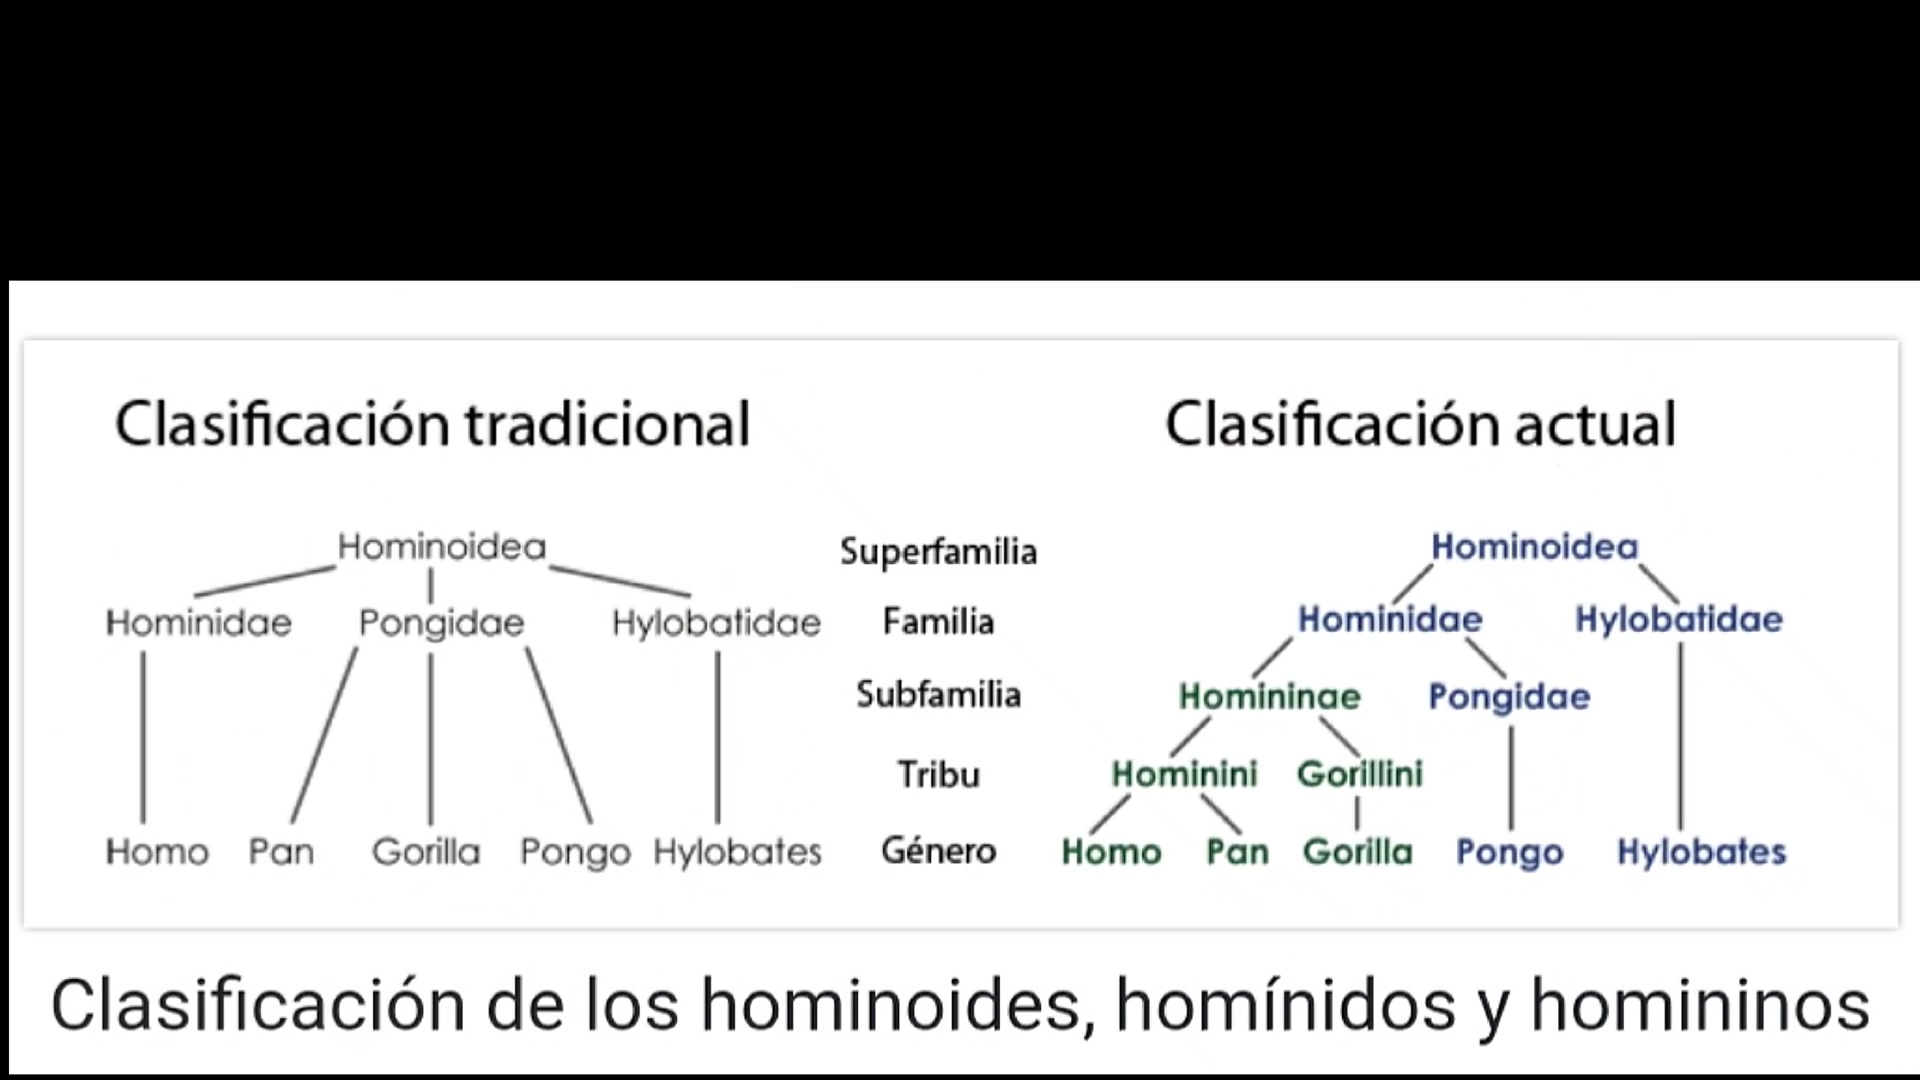 Clasificación tradicional
Clasificación actual
Hominoidea
Superfamilia
Hominoidea
Hominidae Pongidae Hylobatidae
Familia
Hominidae Hylobatidae
Subfamilia
Homininae Pongidae
Tribu
Hominini Gorillini
Homo Pan Gorilla Pongo Hylobates
Género
Homo Pan Gorilla Pongo Hylobates
Clasificación de los hominoides, homínidos y homininos